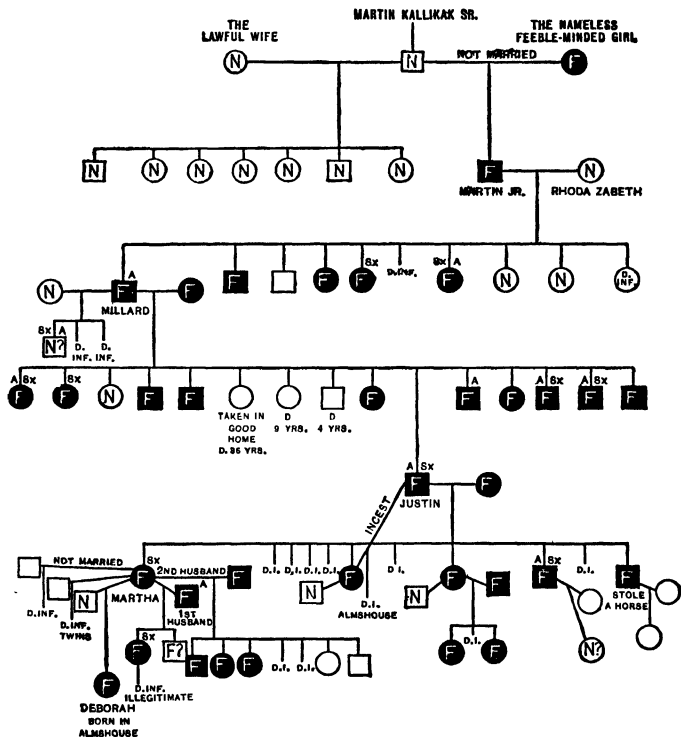 THE
LAWFUL WIFE
MARTIN KALLIKAK SR.
THE NAMELESS
FEEBLE-MINDED GIRL
NOT MARRIED
N
N
F
N
N
N
N
N
N
N
F
N
MARTIN JR.
RHODA ZABETH
A
Sx
D.INF.
Sx A
N
F
F
F
F
F
F
F
N
N
D.
INF.
MILLARD
Sx A
N?
D.
INF.
D.
INF.
A Sx
Sx
A
A Sx
A Sx
F
F
N
F
F
F
F
F
F
F
F
TAKEN IN
GOOD
HOME
D. 36 YRS.
D
9 YRS.
D
4 YRS.
A Sx
F
F
JUSTIN
INCEST
NOT MARRIED
Sx
2ND HUSBAND
D.I. D.I. D.I. D.I.
D I.
A Sx
D.I.
F
F
F
F
F
F
MARTHA
A
F
1ST
HUSBAND
N
N
N
F
D.I.
ALMSHOUSE
STOLE
A HORSE
D.INF.
D.INF.
TWINS
Sx
F
F?
F
F
F
D.I. D.I.
F
D.I.
F
N?
D.INF.
ILLEGITIMATE
F
DEBORAH
BORN IN
ALMSHOUSE